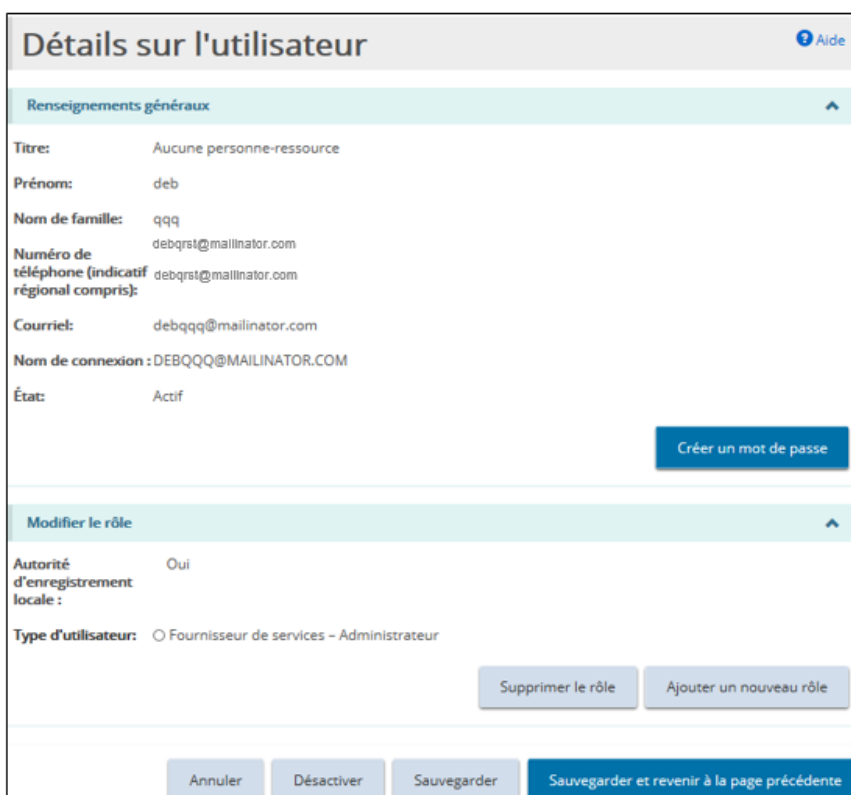 Détails sur l'utilisateur
Aide
Renseignements généraux
Titre: Aucune personne-ressource
Prénom: deb
Nom de famille: qqq
debqrst@mailinator.com
Numéro de
téléphone (indicatif debqrst@mailinator.com
régional compris):
Courriel: debqqq@mailinator.com
Nom de connexion : DEBQQQ@MAILINATOR.COM
État: Actif
Créer un mot de passe
Modifier le rôle
Autorité Oui
d'enregistrement
locale :
Type d'utilisateur: Fournisseur de services – Administrateur
Supprimer le rôle Ajouter un nouveau rôle
Annuler Désactiver Sauvegarder Sauvegarder et revenir à la page précédente